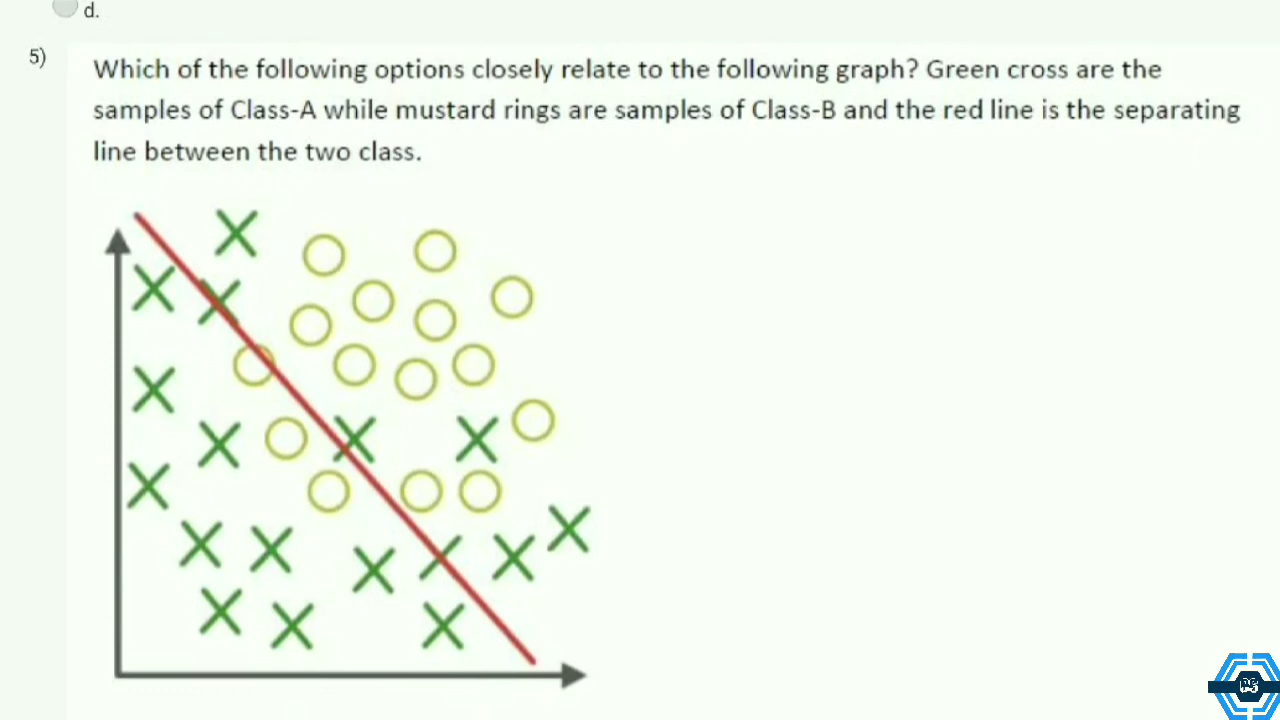 d.
5)
Which of the following options closely relate to the following graph? Green cross are the
samples of Class-A while mustard rings are samples of Class-B and the red line is the separating
line between the two class.